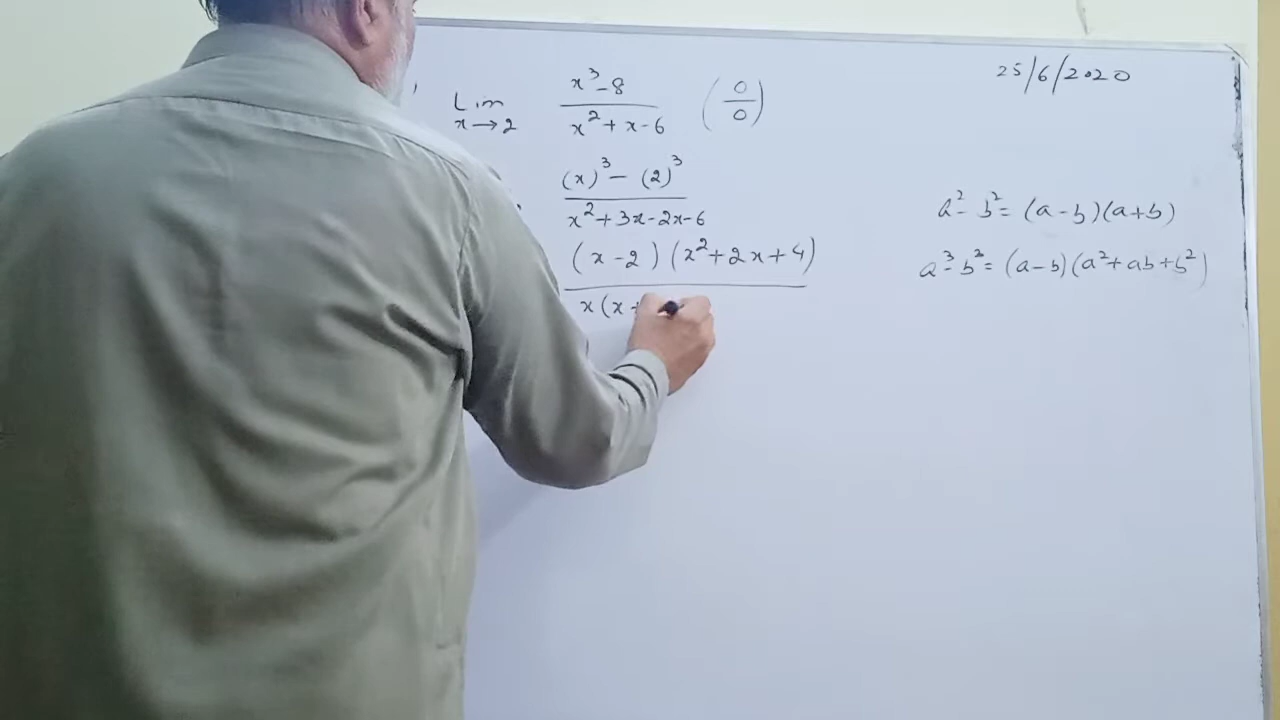 25/6/2020
Lim x→2 x³-8 / x²+x-6 (0/0)
(x)³-(2)³ / x²+3x-2x-6
(x-2)(x²+2x+4) / x(x+
a²-b²=(a-b)(a+b)
a³-b³=(a-b)(a²+ab+b²)